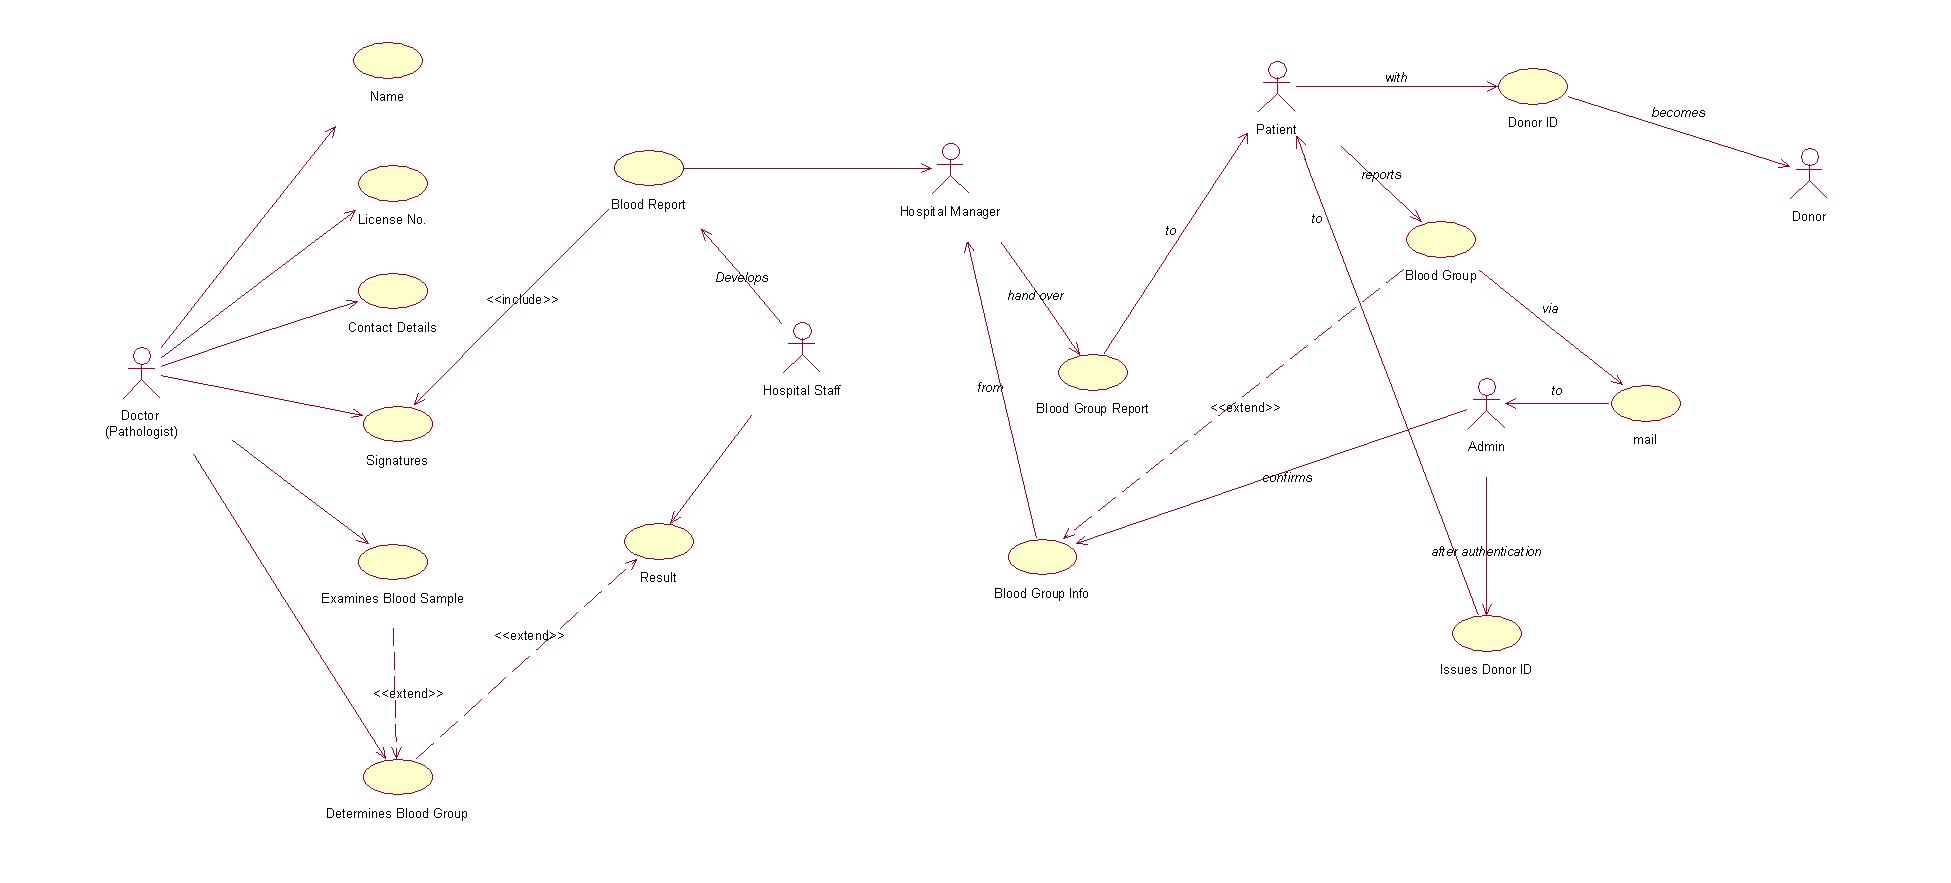 Name
with
becomes
Donor ID
Patient
reports
Blood Report
Hospital Manager
License No.
to
to
Donor
Develops
Blood Group
<<include>>
hand over
via
Contact Details
Hospital Staff
from
to
Doctor
(Pathologist)
Blood Group Report
<<extend>>
Admin
mail
Signatures
confirms
after authentication
Result
Blood Group Info
Examines Blood Sample
<<extend>>
Issues Donor ID
<<extend>>
Determines Blood Group